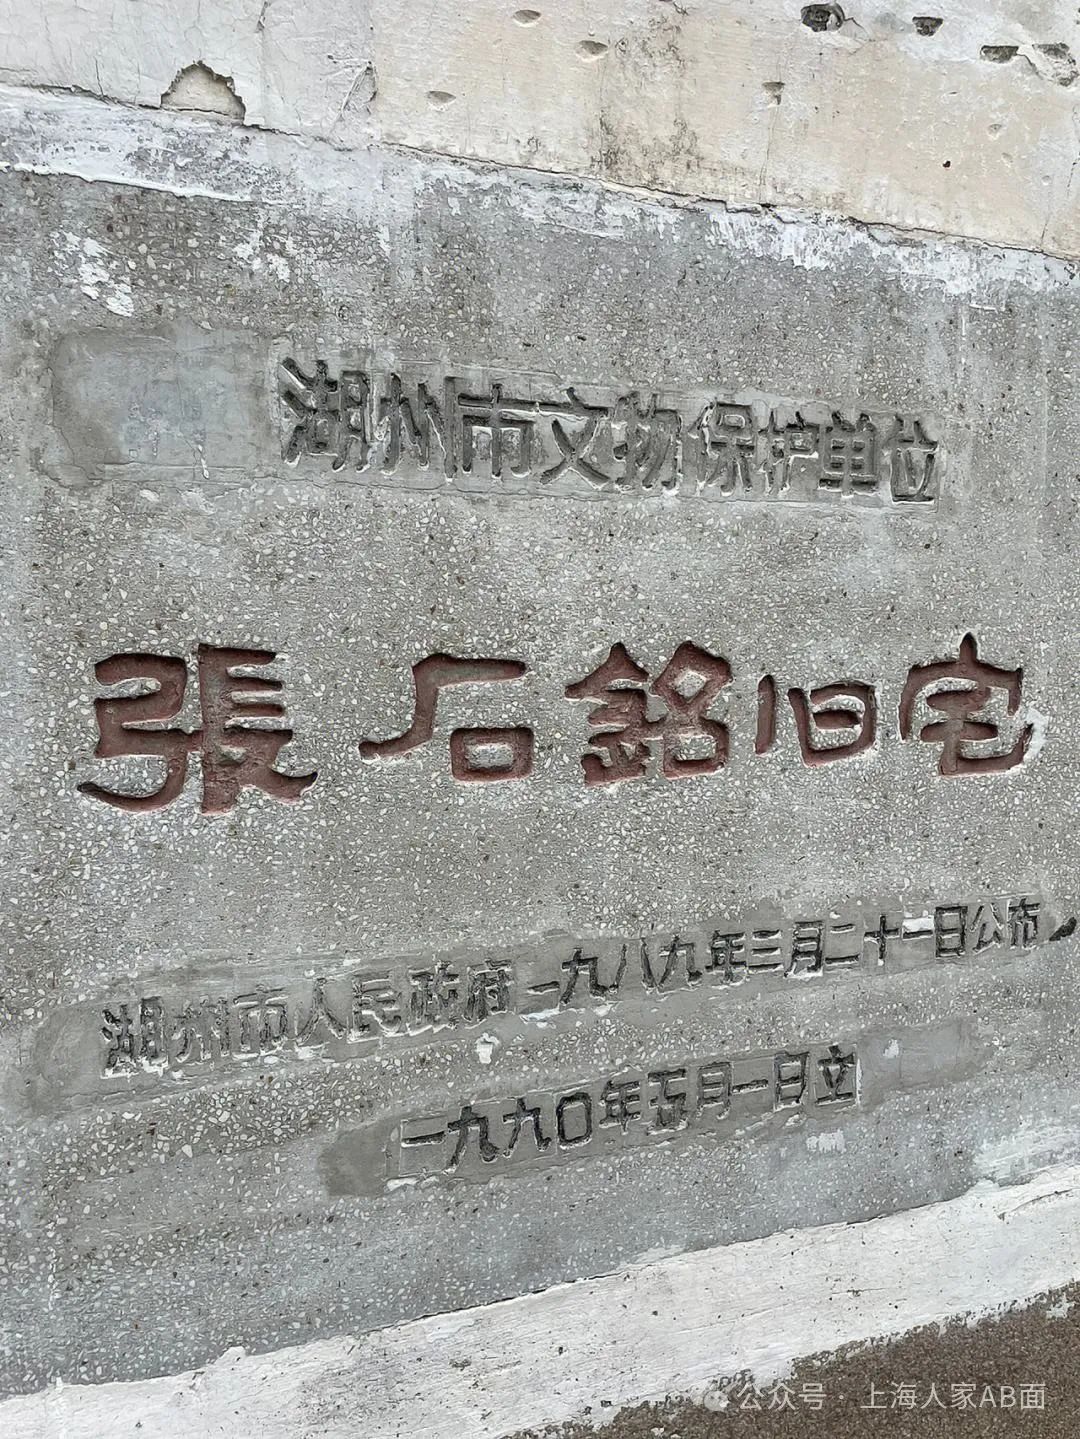 湖州市文物保护单位
張石銘旧宅
湖州市人民政府一九八九年三月二十一日公布
一九九〇年五月一日立
公众号·上海人家AB面